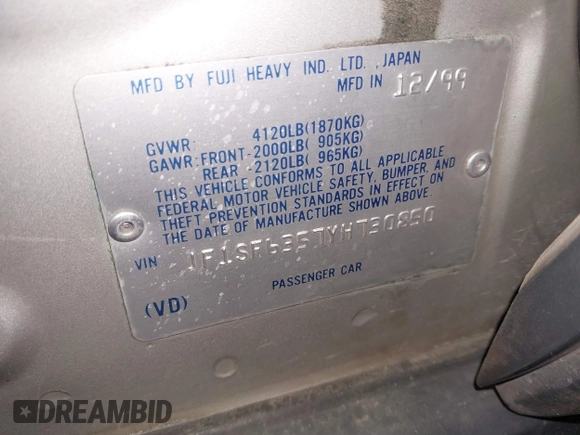 MFD BY FUJI HEAVY IND. LTD. ,JAPAN
MFD IN 12/99
GVWR: 4120LB(1870KG)
GAWR:FRONT-2000LB( 905KG)
REAR -2120LB( 965KG)
THIS VEHICLE CONFORMS TO ALL APPLICABLE
FEDERAL MOTOR VEHICLE SAFETY, BUMPER, AND
THEFT PREVENTION STANDARDS IN EFFECT ON
THE DATE OF MANUFACTURE SHOWN ABOVE.
VIN JF1SF6357YH730850
PASSENGER CAR
(VD)
DREAMBID